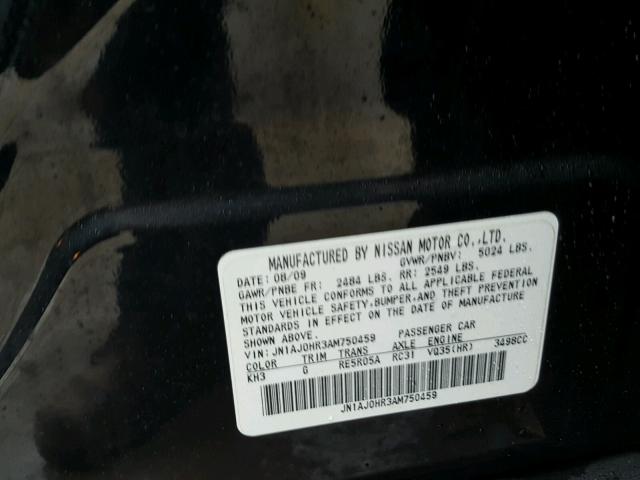 MANUFACTURED BY NISSAN MOTOR CO.,LTD.
DATE: 08/09 GVWR/PNBV: 5024 LBS.
GAWR/PNBE FR: 2484 LBS. RR: 2549 LBS.
THIS VEHICLE CONFORMS TO ALL APPLICABLE FEDERAL
MOTOR VEHICLE SAFETY,BUMPER,AND THEFT PREVENTION
STANDARDS IN EFFECT ON THE DATE OF MANUFACTURE
SHOWN ABOVE.
VIN: JN1AJ0HR3AM750459 PASSENGER CAR
COLOR TRIM TRANS AXLE ENGINE
KH3 G RE5R05A RC31 VQ35(HR) 3498CC
JN1AJ0HR3AM750459